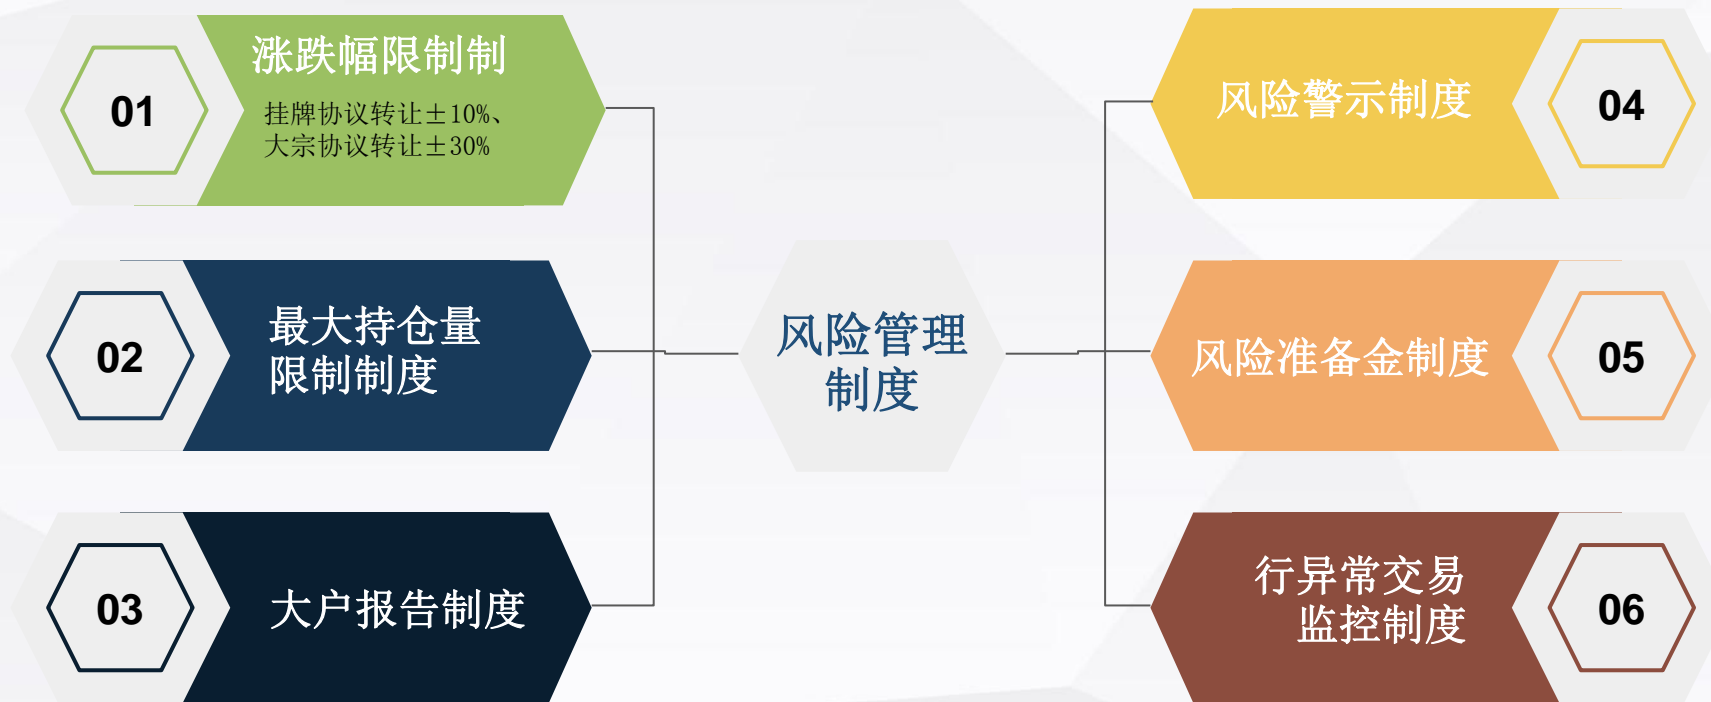 01
涨跌幅限制制
挂牌协议转让±10%、
大宗协议转让±30%
02
最大持仓量
限制制度
03
大户报告制度
风险管理
制度
风险警示制度
04
风险准备金制度
05
行异常交易
监控制度
06